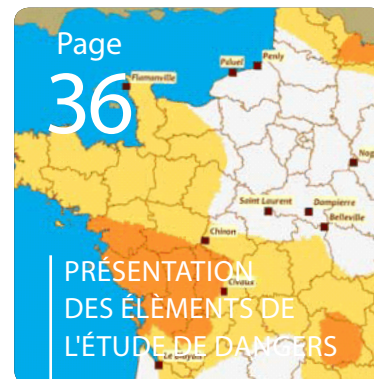 Page
36
Flamanville
Paluel
Penly
Nog
Saint Laurent
Dampierre
Belleville
Chinon
Civaux
PRÉSENTATION
DES ÉLÈMENTS DE
L'ÉTUDE DE DANGERS